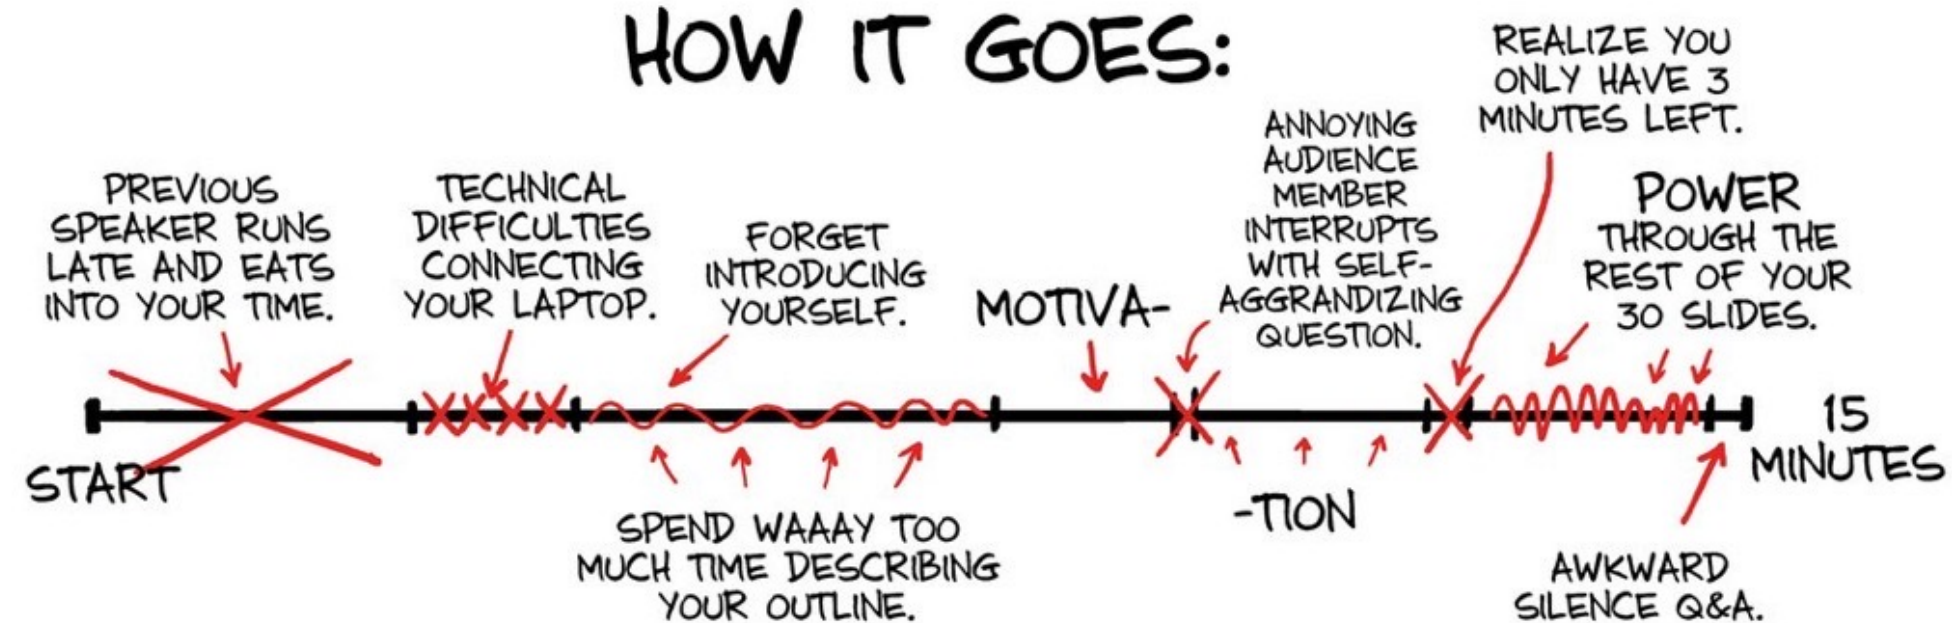 HOW IT GOES:
PREVIOUS
SPEAKER RUNS
LATE AND EATS
INTO YOUR TIME.
TECHNICAL
DIFFICULTIES
CONNECTING
YOUR LAPTOP.
FORGET
INTRODUCING
YOURSELF.
MOTIVA-
ANNOYING
AUDIENCE
MEMBER
INTERRUPTS
WITH SELF-
AGGRANDIZING
QUESTION.
REALIZE YOU
ONLY HAVE 3
MINUTES LEFT.
POWER
THROUGH THE
REST OF YOUR
30 SLIDES.
START
SPEND WAAAY TOO
MUCH TIME DESCRIBING
YOUR OUTLINE.
-TION
AWKWARD
SILENCE Q&A.
15
MINUTES